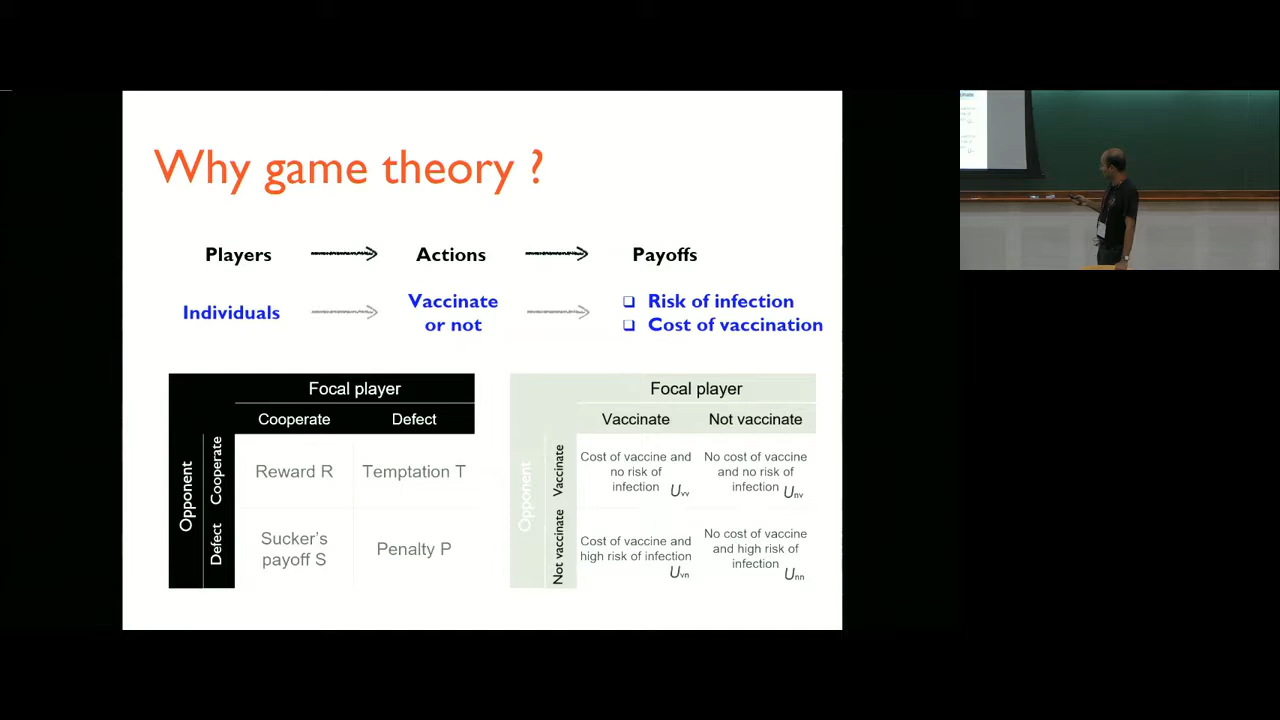 Why game theory ?
Players
Actions
Payoffs
Individuals
Vaccinate
or not
❏ Risk of infection
❏ Cost of vaccination
Focal player
Cooperate
Defect
Opponent
Cooperate
Defect
Reward R
Temptation T
Sucker's
payoff S
Penalty P
Focal player
Vaccinate
Not vaccinate
Opponent
Vaccinate
Not vaccinate
Cost of vaccine and
no risk of
infection Uvv
No cost of vaccine
and no risk of
infection Unv
Cost of vaccine and
high risk of infection
Uvn
No cost of vaccine
and high risk of
infection
Unn